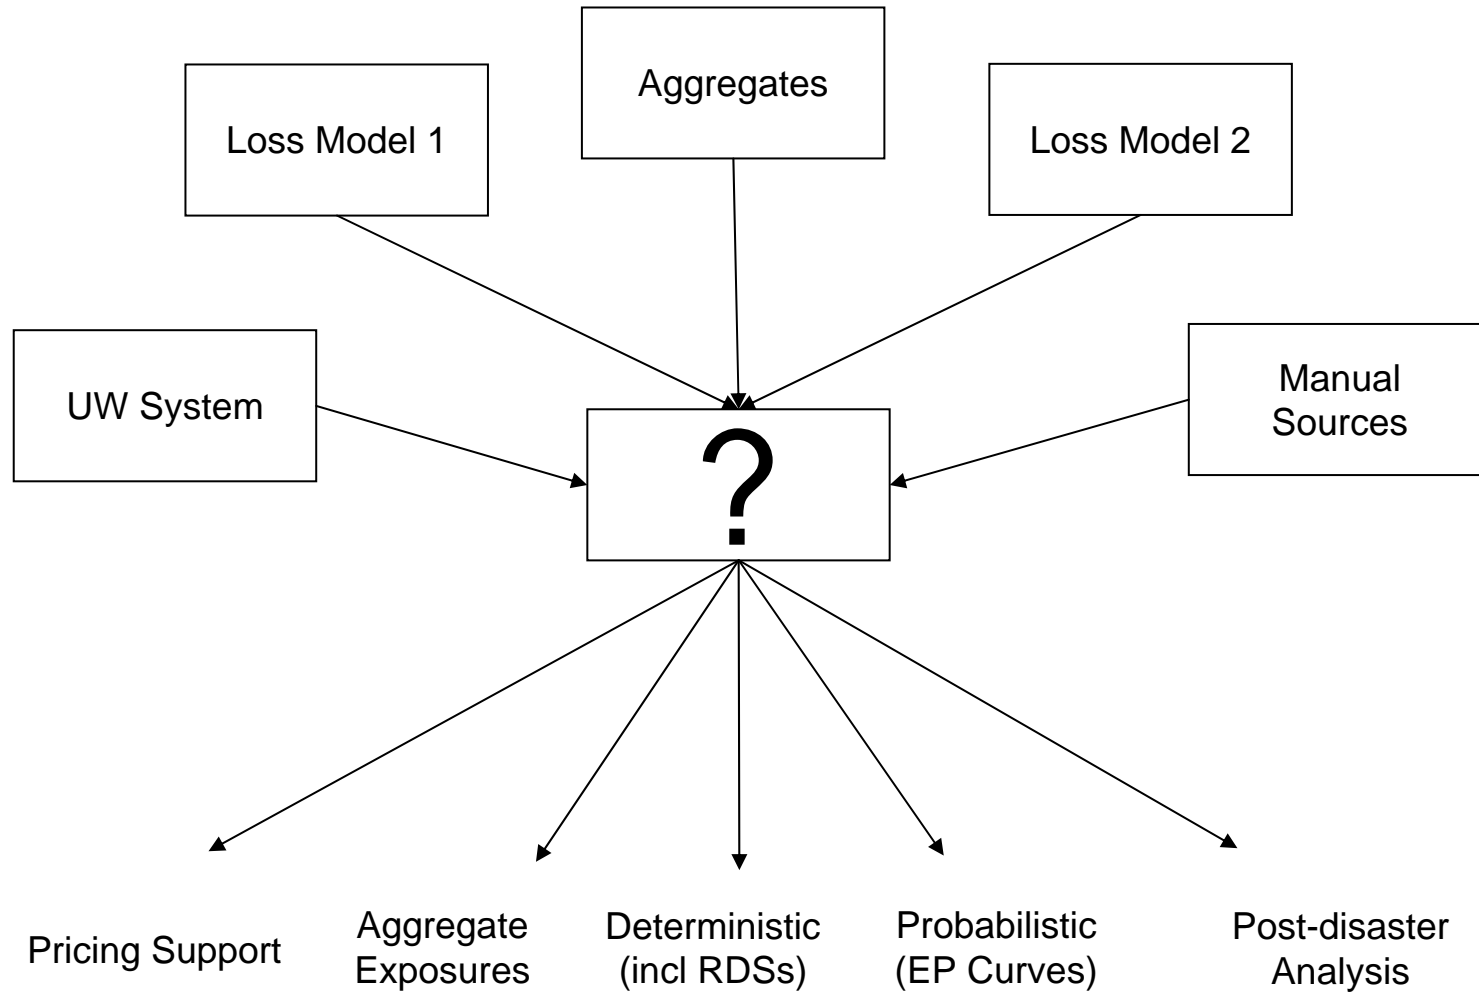 Aggregates
Loss Model 1
Loss Model 2
UW System
Manual
Sources
?
Pricing Support
Aggregate
Exposures
Deterministic
(incl RDSs)
Probabilistic
(EP Curves)
Post-disaster
Analysis